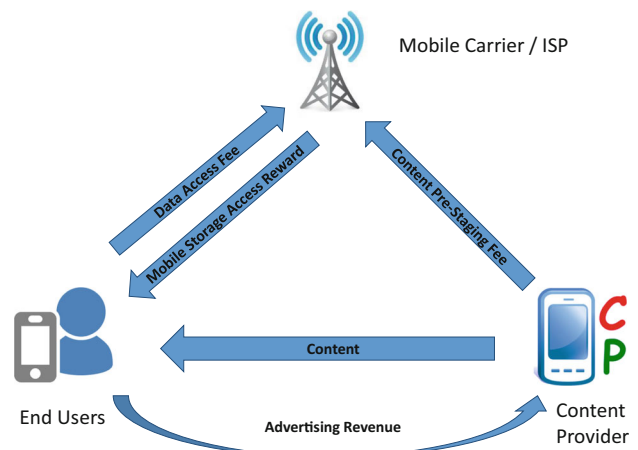 Mobile Carrier / ISP
Data Access Fee
Mobile Storage Access Reward
Content Pre-Staging Fee
Content
C
P
End Users
Advertising Revenue
Content
Provider